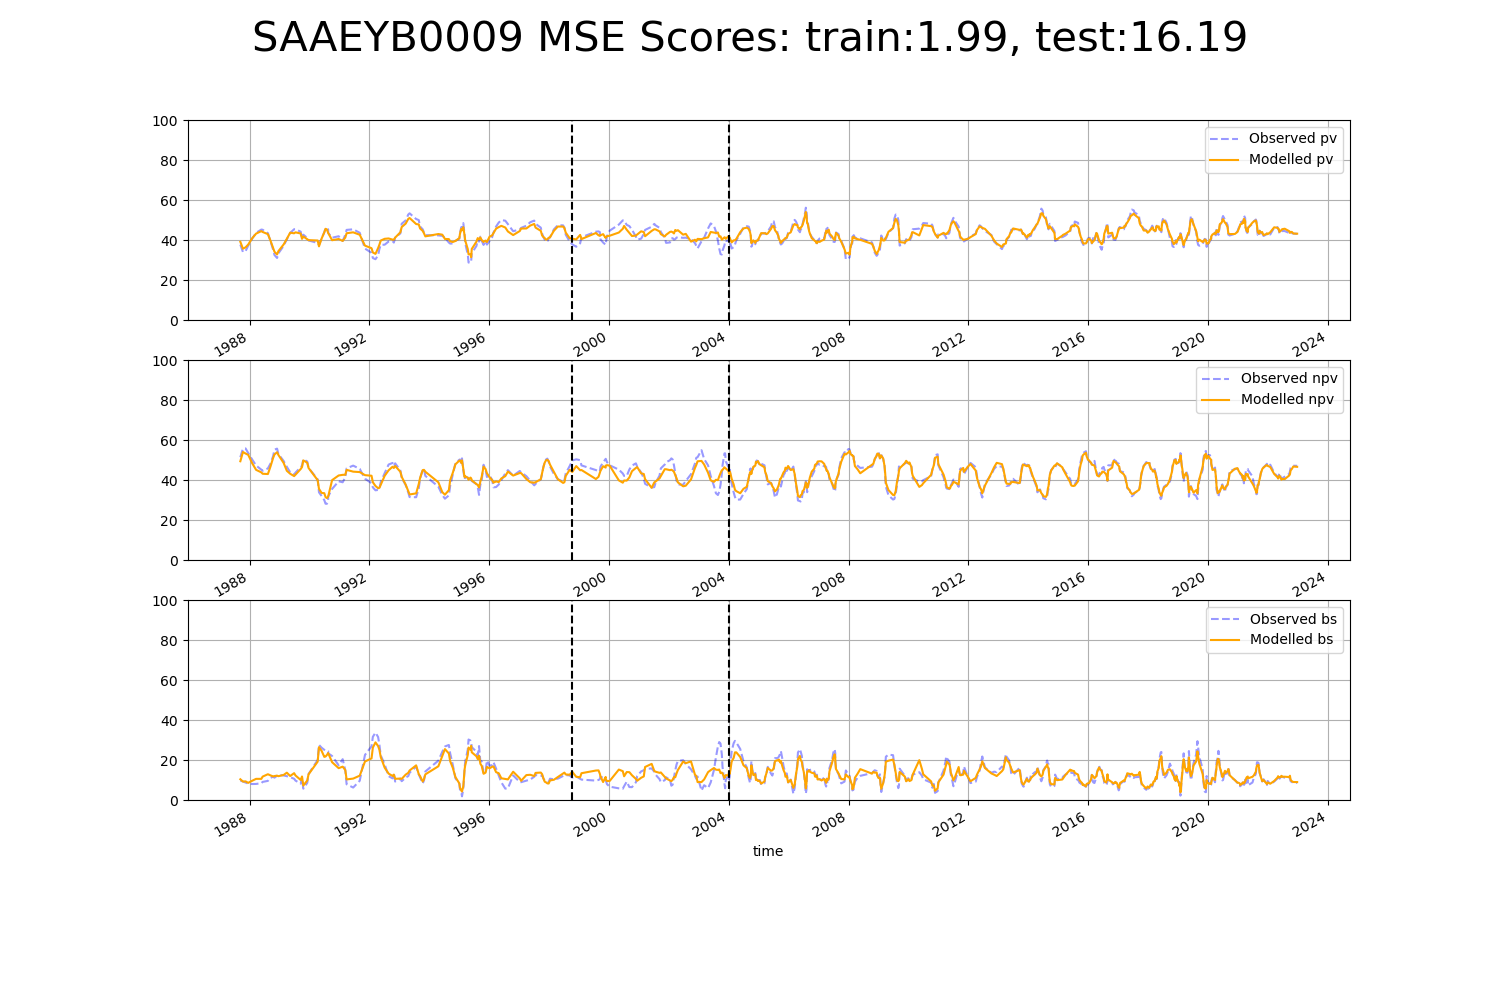 SAAEYB0009 MSE Scores: train:1.99, test:16.19
100
80
60
40
20
0
Observed pv
Modelled pv
1988 1992 1996 2000 2004 2008 2012 2016 2020 2024
100
80
60
40
20
0
Observed npv
Modelled npv
1988 1992 1996 2000 2004 2008 2012 2016 2020 2024
100
80
60
40
20
0
Observed bs
Modelled bs
1988 1992 1996 2000 2004 2008 2012 2016 2020 2024
time